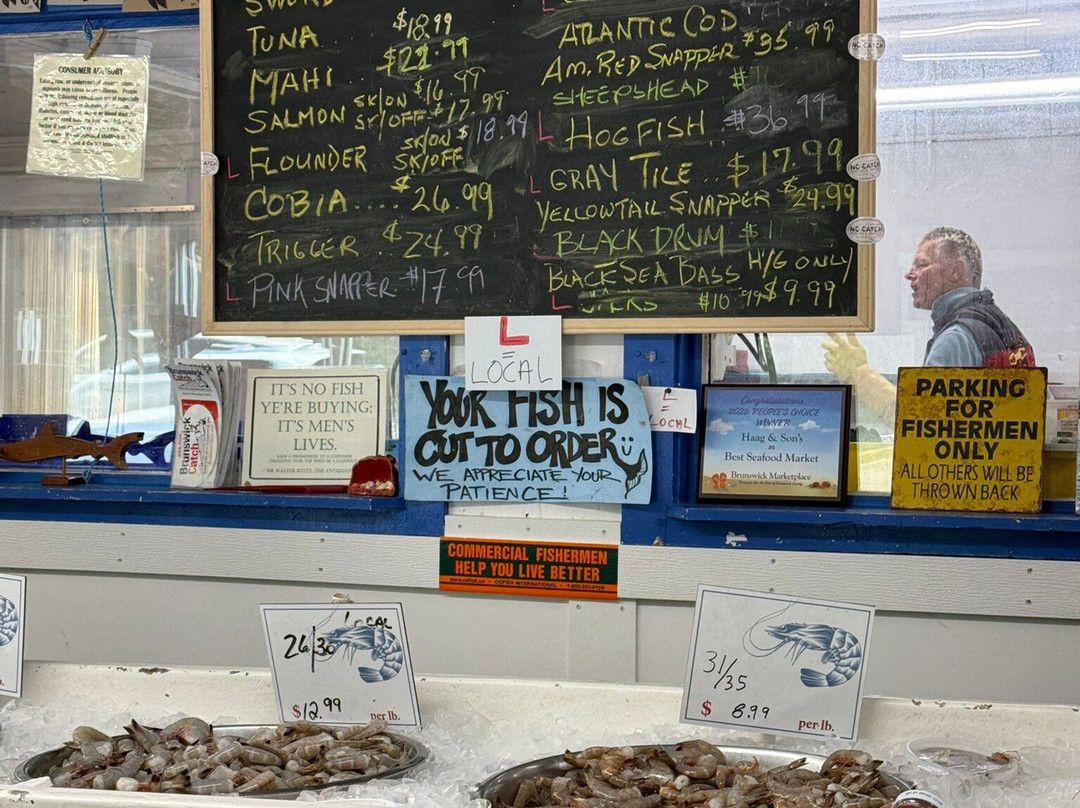 TUNA $18.99
MAHI $21.99
SALMON SK/ON $16.99
SK/OFF $17.99
L FLOUNDER SK/ON $18.99
SK/OFF
COBIA.... $26.99
TRIGGER .. $24.99
L PINK SNAPPER $17.99
ATLANTIC COD
AM. RED SNAPPER $35.99
SHEEPSHEAD $
L HOGFISH .. $36.99
L GRAY TILE .. $17.99
YELLOWTAIL SNAPPER $24.99
BLACK DRUM $
BLACK SEA BASS H/G ONLY
$10.99 $9.99
NC CATCH
NC CATCH
NC CATCH
CONSUMER ADVISORY
L
=
LOCAL
Brunswick
Catch
IT'S NO FISH
YE'RE BUYING;
IT'S MEN'S
LIVES.
YOUR FISH IS
CUT TO ORDER
WE APPRECIATE YOUR
PATIENCE!
LOCAL
Congratulations
2025 PEOPLE'S CHOICE
WINNER
Haag & Son's
as
Best Seafood Market
Brunswick Marketplace
PARKING
FOR
FISHERMEN
ONLY
ALL OTHERS WILL BE
THROWN BACK
COMMERCIAL FISHERMEN
HELP YOU LIVE BETTER
LOCAL
26/30
$12.99 per lb.
31/35
$ 8.99 per lb.